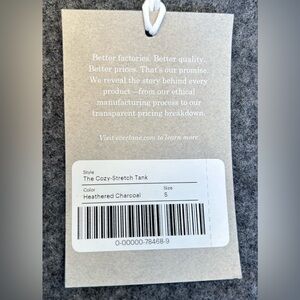 Better factories. Better quality.
Better prices. That's our promise.
We reveal the story behind every
product—from our ethical
manufacturing process to our
transparent pricing breakdown.
Visit everlane.com to learn more.
Style
The Cozy-Stretch Tank
Color
Size
Heathered Charcoal
S
0-00000-78468-9